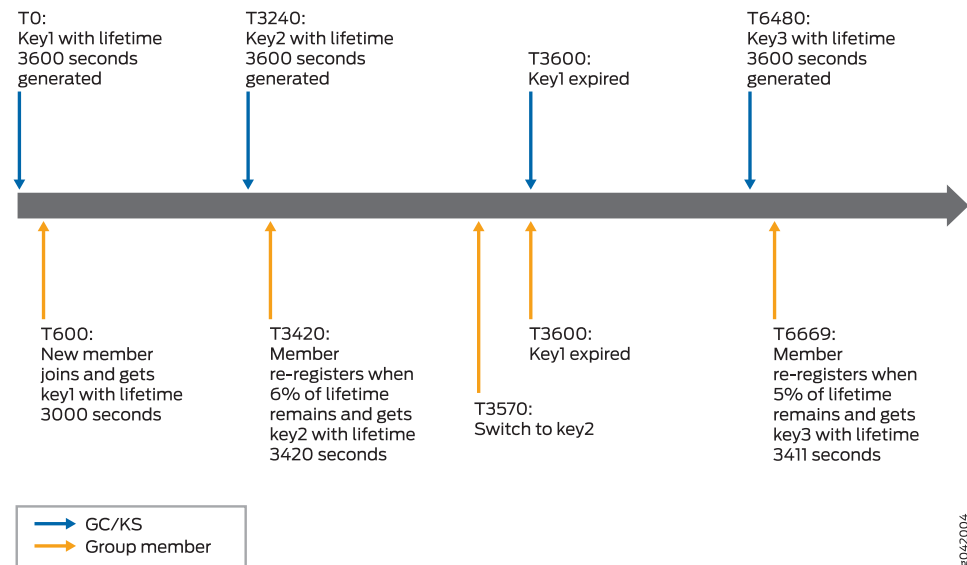 T0:
Key1 with lifetime
3600 seconds
generated
T3240:
Key2 with lifetime
3600 seconds
generated
T3600:
Key1 expired
T6480:
Key3 with lifetime
3600 seconds
generated
T600:
New member
joins and gets
key1 with lifetime
3000 seconds
T3420:
Member
re-registers when
6% of lifetime
remains and gets
key2 with lifetime
3420 seconds
T3570:
Switch to key2
T3600:
Key1 expired
T6669:
Member
re-registers when
5% of lifetime
remains and gets
key3 with lifetime
3411 seconds
GC/KS
Group member
g042004